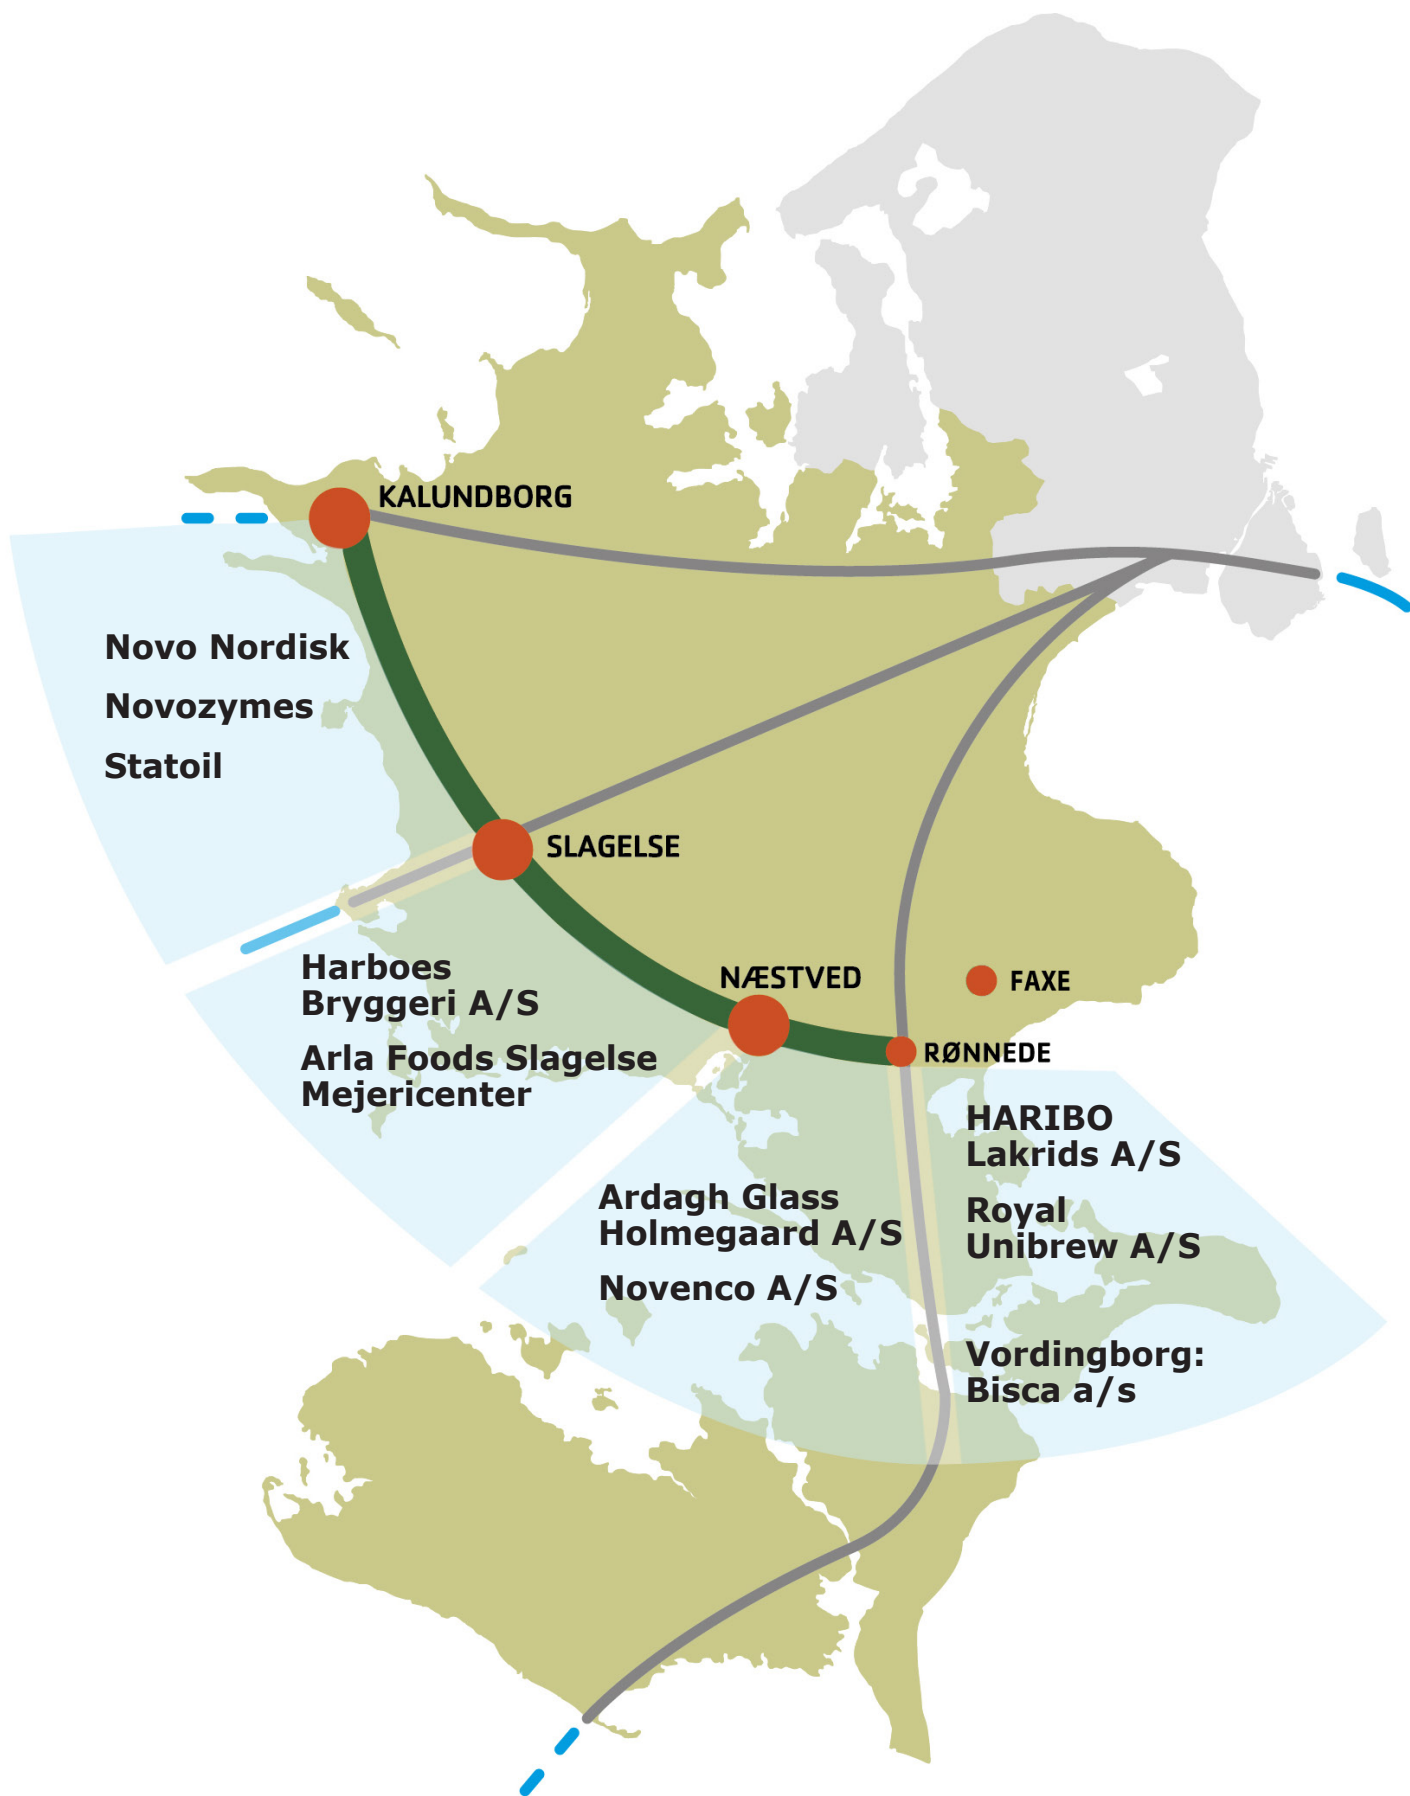 KALUNDBORG
Novo Nordisk
Novozymes
Statoil
SLAGELSE
Harboes
Bryggeri A/S
Arla Foods Slagelse
Mejericenter
NÆSTVED
FAXE
RØNNEDE
Ardagh Glass
Holmegaard A/S
Novenco A/S
HARIBO
Lakrids A/S
Royal
Unibrew A/S
Vordingborg:
Bisca a/s